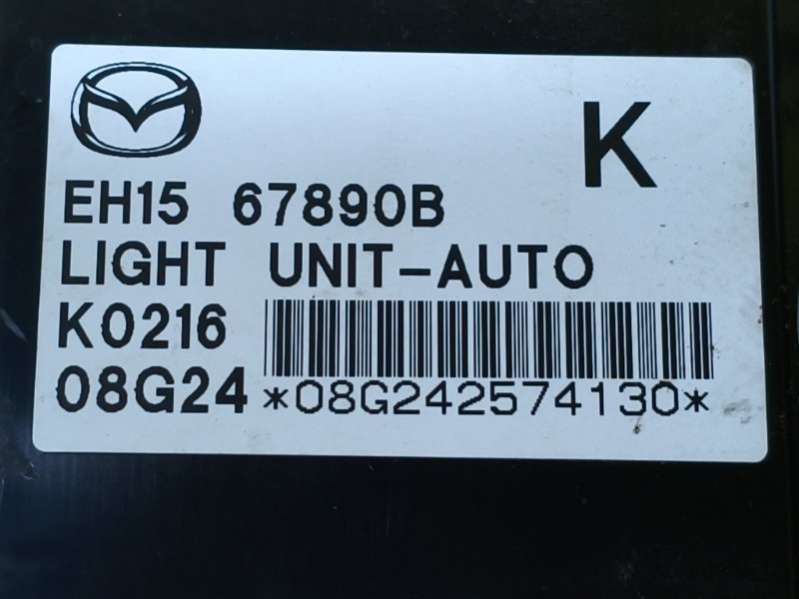 K
EH15 67890B
LIGHT UNIT-AUTO
K0216
08G24 *08G242574130*